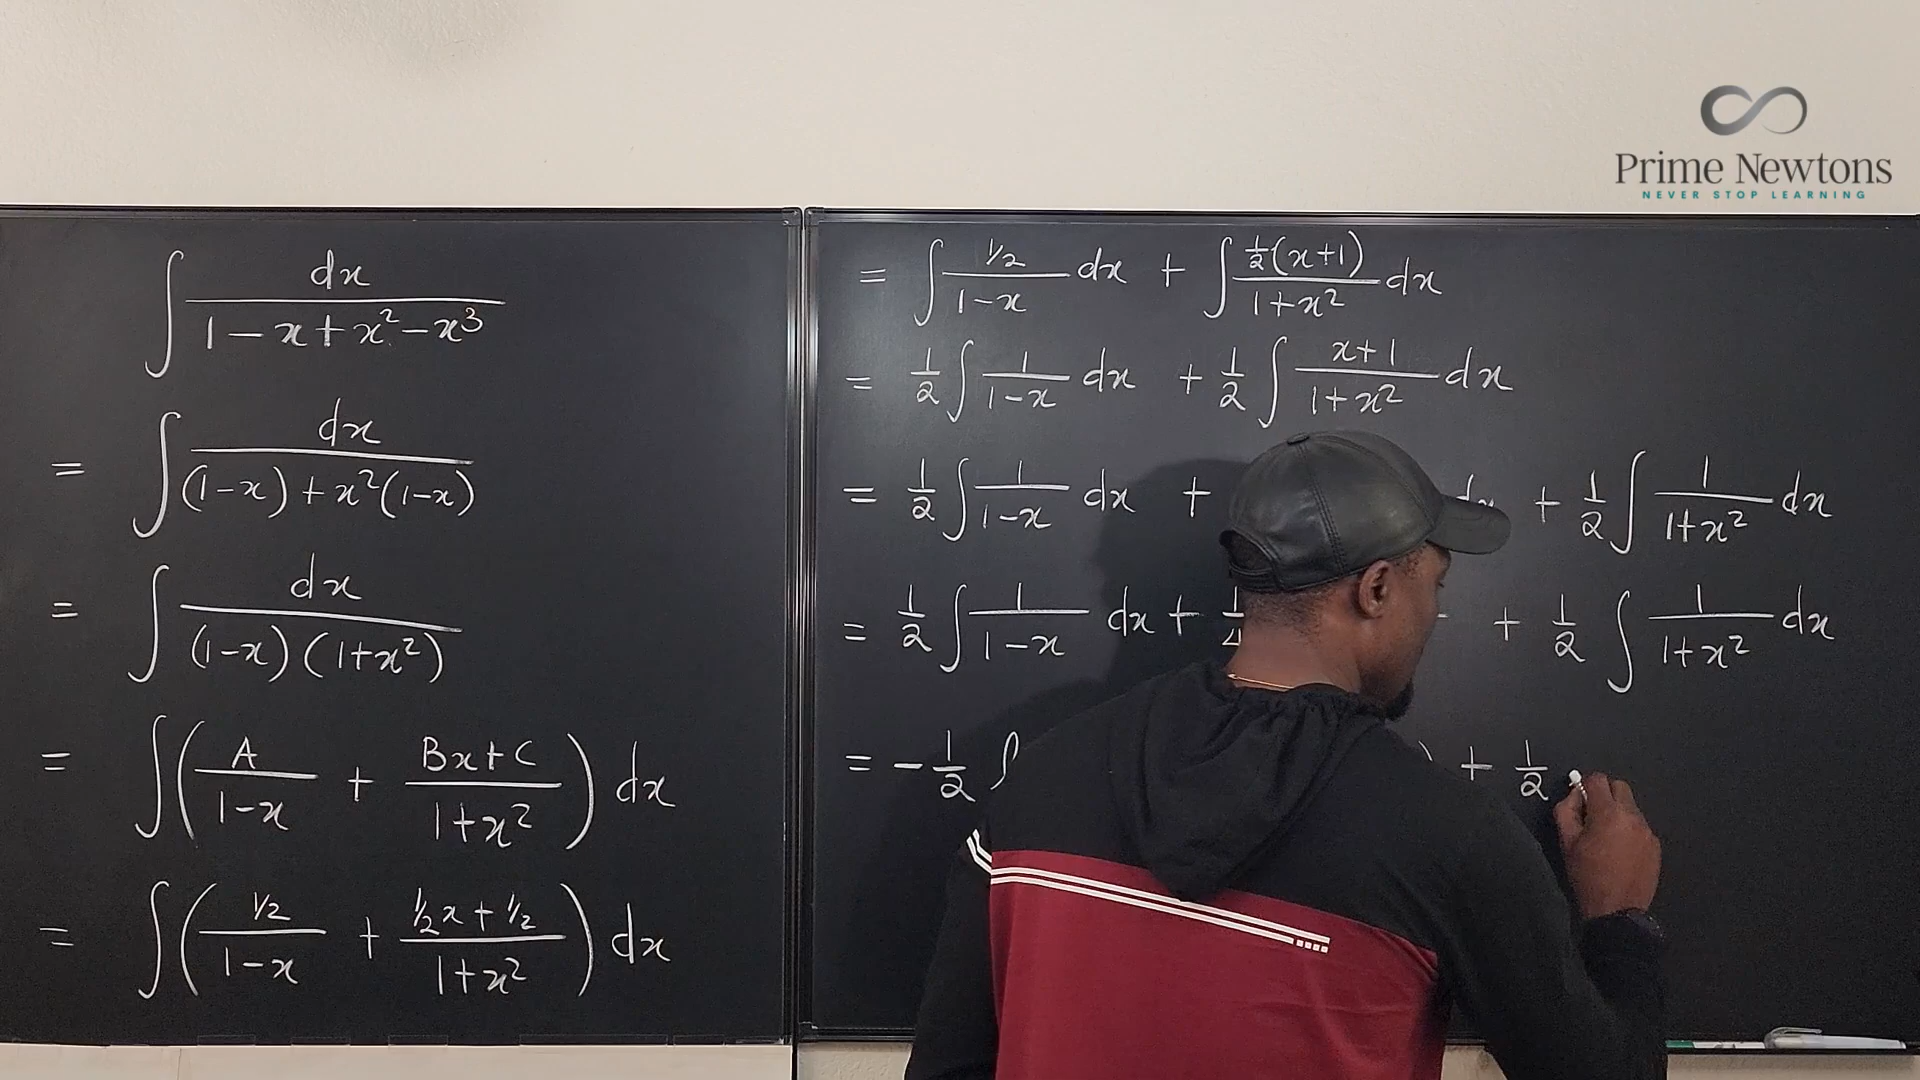 Prime Newtons
NEVER STOP LEARNING
∫ dx / (1 - x + x² - x³)
= ∫ dx / ((1-x) + x²(1-x))
= ∫ dx / ((1-x)(1+x²))
= ∫ ( A/(1-x) + (Bx+C)/(1+x²) ) dx
= ∫ ( ½/(1-x) + (½x + ½)/(1+x²) ) dx
= ∫ ½/(1-x) dx + ∫ ½(x+1)/(1+x²) dx
= ½ ∫ 1/(1-x) dx + ½ ∫ (x+1)/(1+x²) dx
= ½ ∫ 1/(1-x) dx + dx + ½ ∫ 1/(1+x²) dx
= ½ ∫ 1/(1-x) dx + + ½ ∫ 1/(1+x²) dx
= - ½ ) + ½